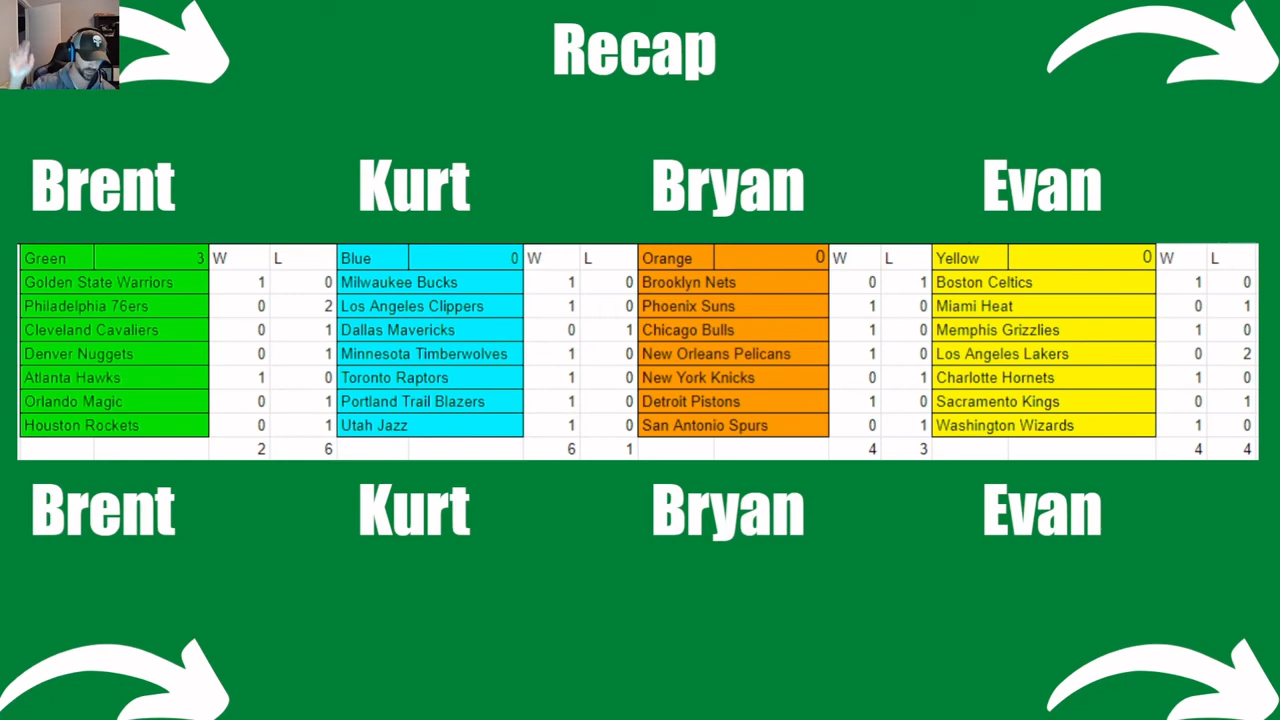 Recap
Brent Kurt Bryan Evan
Green 3 W L Blue 0 W L Orange 0 W L Yellow 0 W L
Golden State Warriors 1 0 Milwaukee Bucks 1 0 Brooklyn Nets 0 1 Boston Celtics 1 0
Philadelphia 76ers 0 2 Los Angeles Clippers 1 0 Phoenix Suns 1 0 Miami Heat 0 1
Cleveland Cavaliers 0 1 Dallas Mavericks 0 1 Chicago Bulls 1 0 Memphis Grizzlies 1 0
Denver Nuggets 0 1 Minnesota Timberwolves 1 0 New Orleans Pelicans 1 0 Los Angeles Lakers 0 2
Atlanta Hawks 1 0 Toronto Raptors 1 0 New York Knicks 0 1 Charlotte Hornets 1 0
Orlando Magic 0 1 Portland Trail Blazers 1 0 Detroit Pistons 1 0 Sacramento Kings 0 1
Houston Rockets 0 1 Utah Jazz 1 0 San Antonio Spurs 0 1 Washington Wizards 1 0
2 6 6 1 4 3 4 4
Brent Kurt Bryan Evan